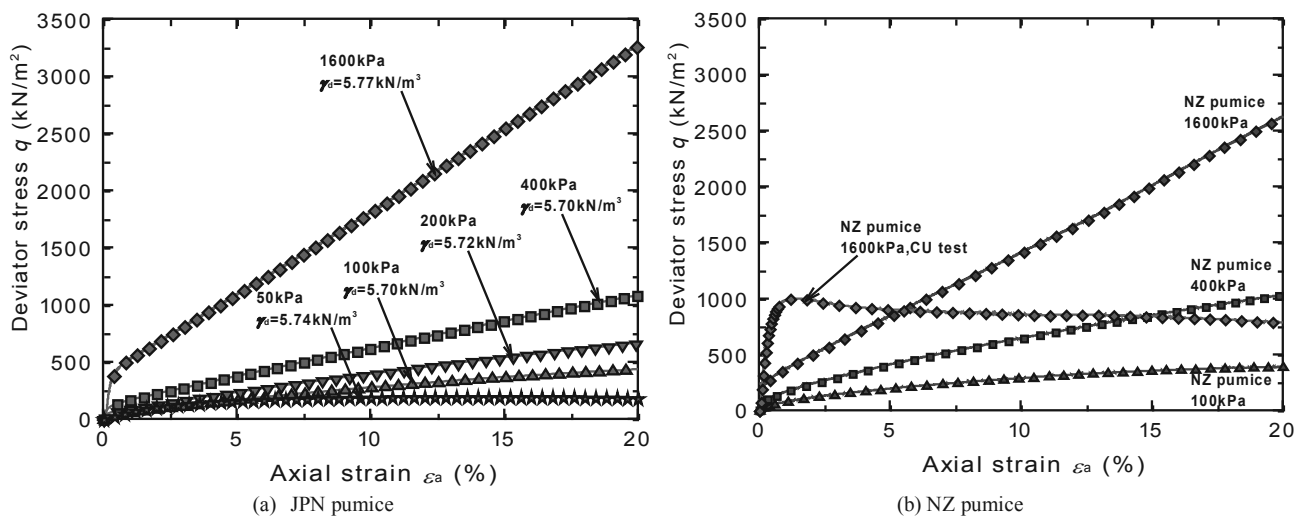 3500
3000
2500
2000
1500
1000
500
0
Deviator stress q (kN/m²)
1600kPa
γd=5.77kN/m³
400kPa
γd=5.70kN/m³
200kPa
γd=5.72kN/m³
100kPa
γd=5.70kN/m³
50kPa
γd=5.74kN/m³
0 5 10 15 20
Axial strain εa (%)
(a) JPN pumice
3500
3000
2500
2000
1500
1000
500
0
Deviator stress q (kN/m²)
NZ pumice
1600kPa
NZ pumice
1600kPa,CU test
NZ pumice
400kPa
NZ pumice
100kPa
0 5 10 15 20
Axial strain εa (%)
(b) NZ pumice